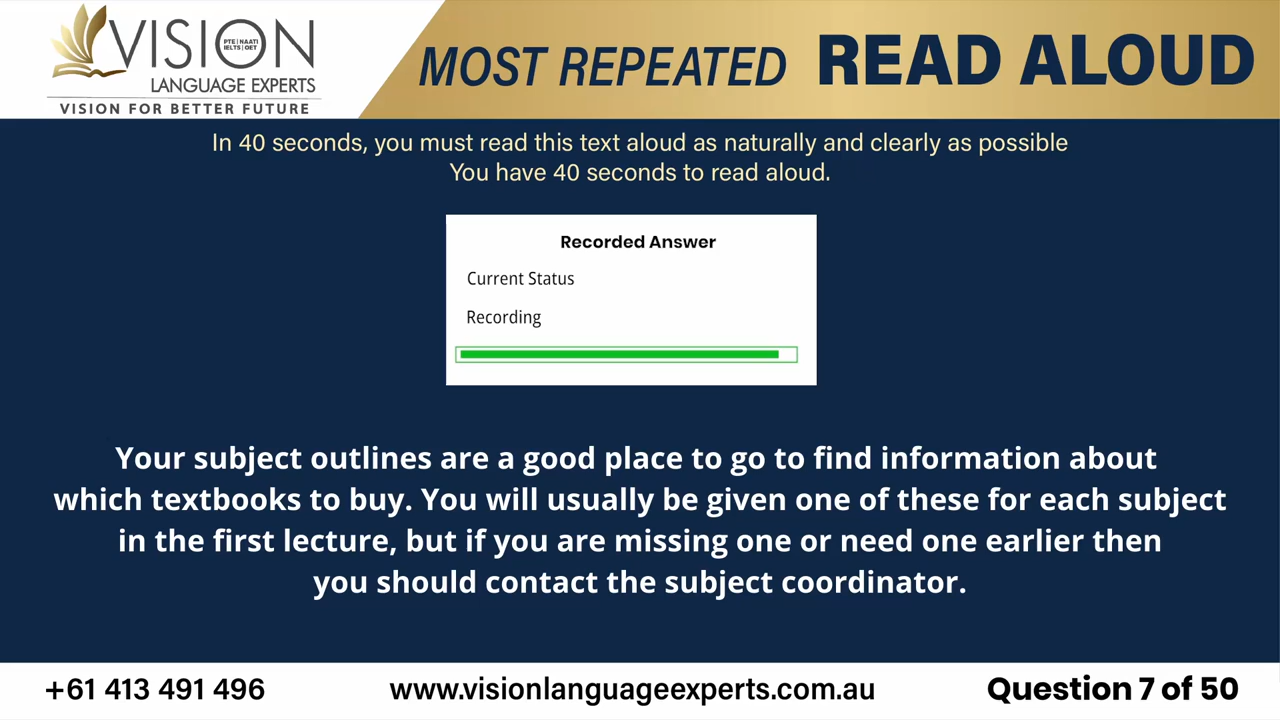 VISION
PTE | NAATI
IELTS | OET
LANGUAGE EXPERTS
VISION FOR BETTER FUTURE
MOST REPEATED READ ALOUD
In 40 seconds, you must read this text aloud as naturally and clearly as possible
You have 40 seconds to read aloud.
Recorded Answer
Current Status
Recording
Your subject outlines are a good place to go to find information about
which textbooks to buy. You will usually be given one of these for each subject
in the first lecture, but if you are missing one or need one earlier then
you should contact the subject coordinator.
+61 413 491 496
www.visionlanguageexperts.com.au
Question 7 of 50